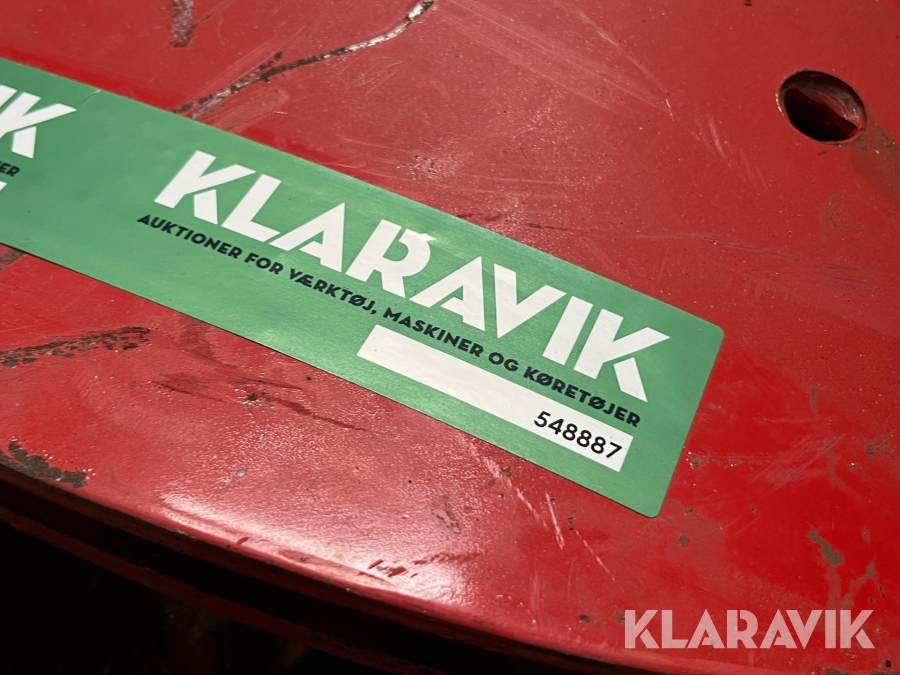 KLARAVIK
AUKTIONER FOR VÆRKTØJ, MASKINER OG KØRETØJER
548887
KLARAVIK